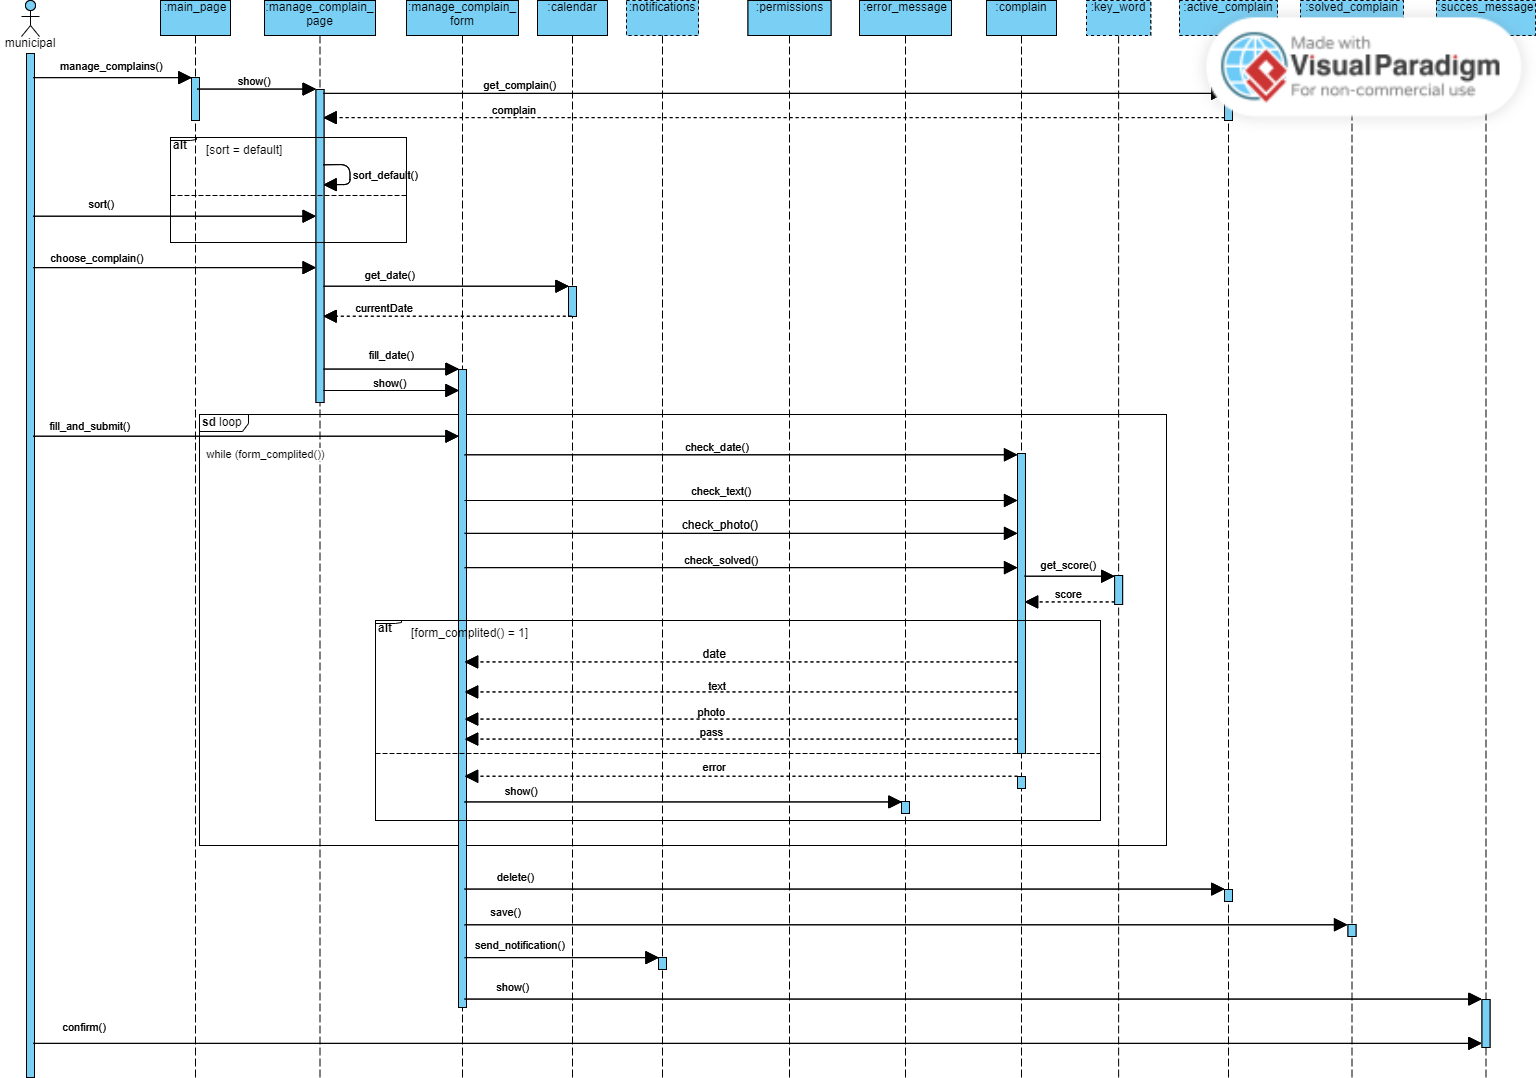 :main_page
:manage_complain_
page
:manage_complain_
form
:calendar
:notifications
:permissions
:error_message
:complain
:key_word
:active_complain
:solved_complain
:succes_message
municipal
Made with
Visual Paradigm
For non-commercial use
manage_complains()
show()
get_complain()
complain
alt
[sort = default]
sort_default()
sort()
choose_complain()
get_date()
currentDate
fill_date()
show()
sd loop
fill_and_submit()
while (form_complited())
check_date()
check_text()
check_photo()
check_solved()
get_score()
score
alt
[form_complited() = 1]
date
text
photo
pass
error
show()
delete()
save()
send_notification()
show()
confirm()